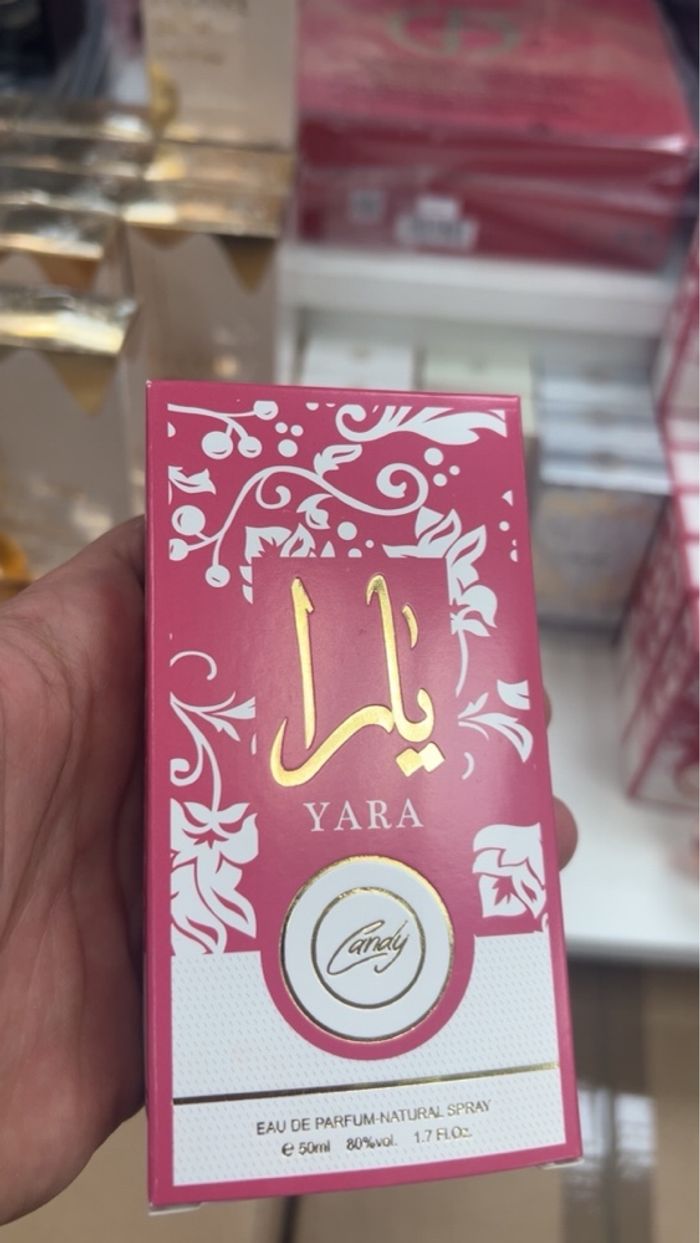 يارا
YARA
Candy
EAU DE PARFUM-NATURAL SPRAY
℮ 50ml 80%vol. 1.7 Fl.Oz.